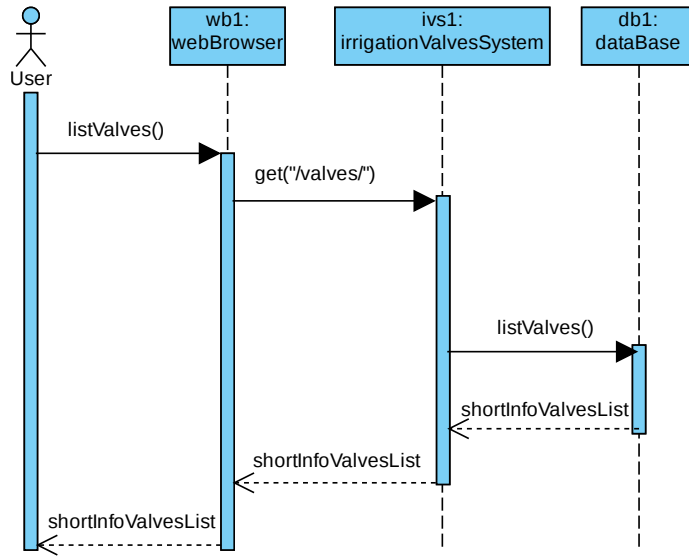 wb1:
webBrowser
ivs1:
irrigationValvesSystem
db1:
dataBase
User
listValves()
get("/valves/")
listValves()
shortInfoValvesList
shortInfoValvesList
shortInfoValvesList